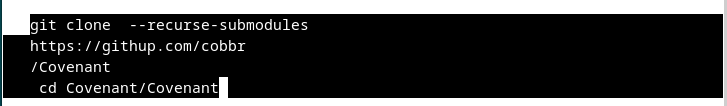 git clone  --recurse-submodules
https://githup.com/cobbr
/Covenant
 cd Covenant/Covenant